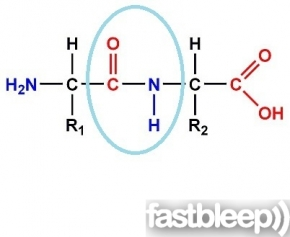 H O H O
H₂N C C N C C
R₁ H R₂ OH
fastbleep))